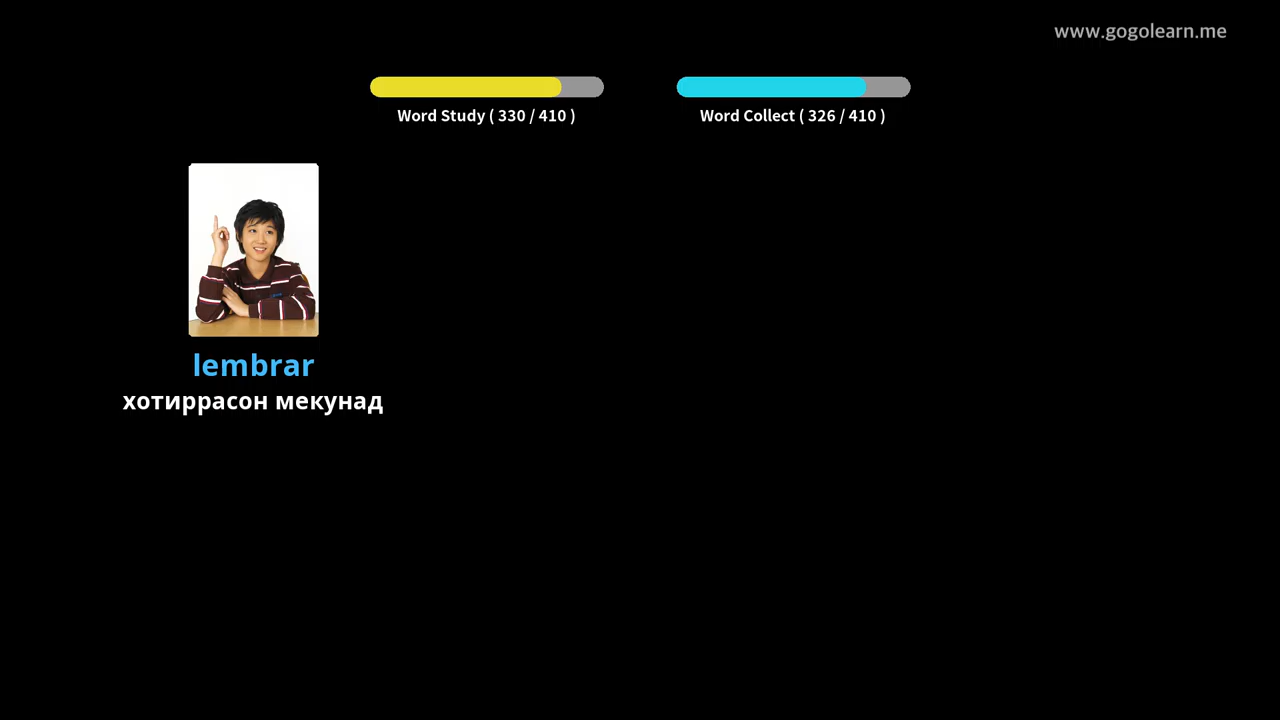 www.gogolearn.me
Word Study ( 330 / 410 )
Word Collect ( 326 / 410 )
lembrar
хотиррасон мекунад